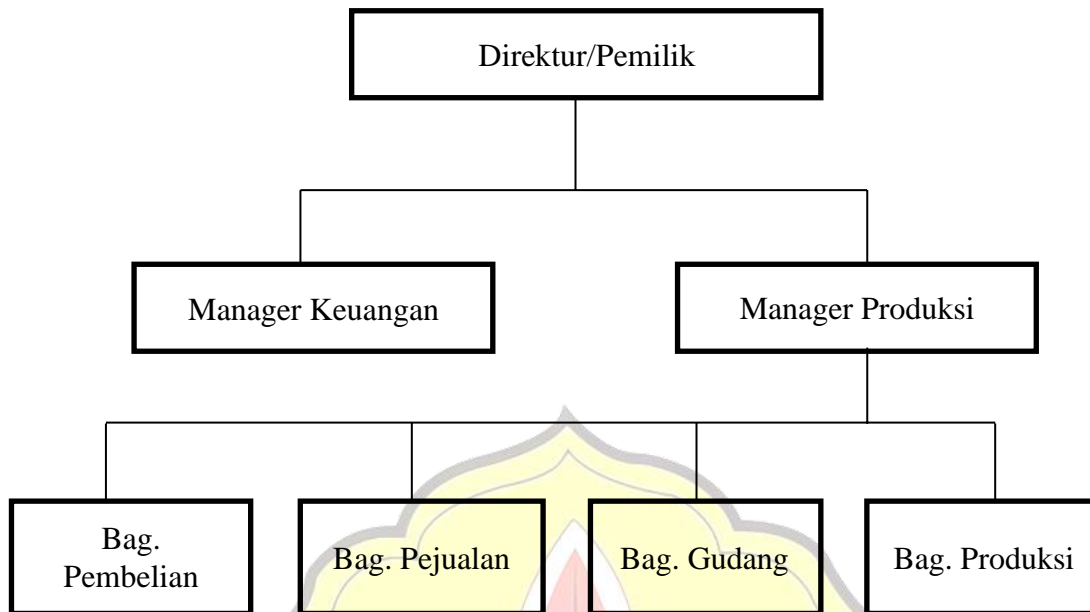 Direktur/Pemilik
Manager Keuangan
Manager Produksi
Bag.
Pembelian
Bag. Pejualan
Bag. Gudang
Bag. Produksi